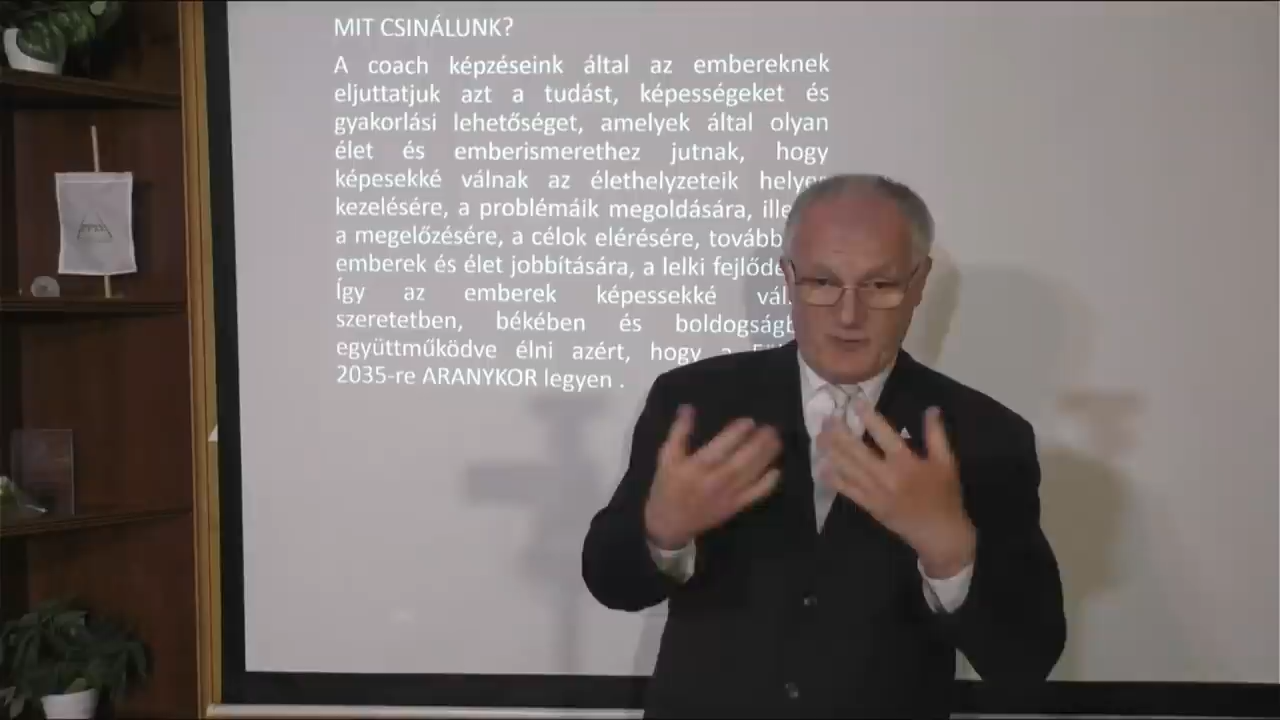 MIT CSINÁLUNK?
A coach képzéseink által az embereknek
eljuttatjuk azt a tudást, képességeket és
gyakorlási lehetőséget, amelyek által olyan
élet és emberismerethez jutnak, hogy
képesekké válnak az élethelyzeteik
kezelésére, a problémáik megoldására,
a megelőzésére, a célok elérésére,
emberek és élet jobbítására, a lelki
Így az emberek képessekké
szeretetben, békében és
együttműködve élni azért, hogy a
2035-re ARANYKOR legyen .